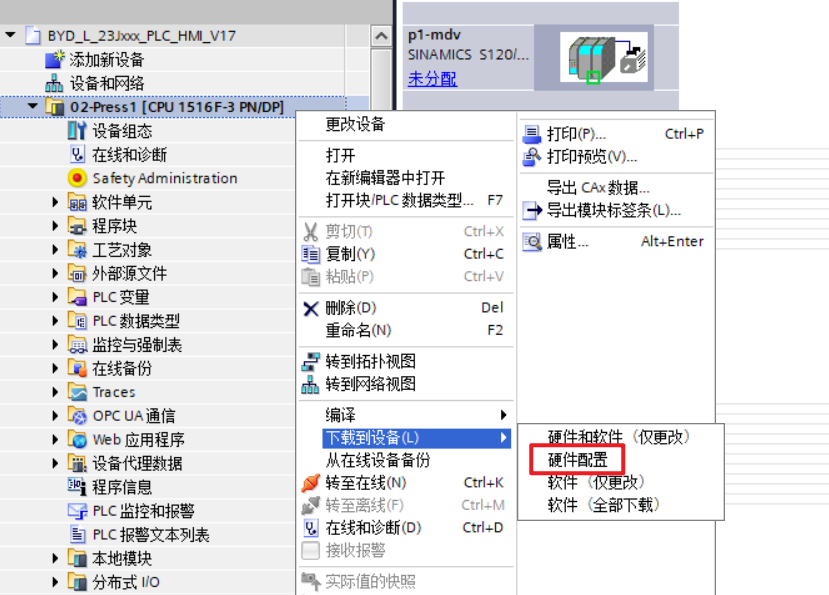 BYD_L_23Jxxx_PLC_HMI_V17
添加新设备
设备和网络
02-Press1 [CPU 1516F-3 PN/DP]
设备组态
在线和诊断
Safety Administration
软件单元
程序块
工艺对象
外部源文件
PLC 变量
PLC 数据类型
监控与强制表
在线备份
Traces
OPC UA 通信
Web 应用程序
设备代理数据
程序信息
PLC 监控和报警
PLC 报警文本列表
本地模块
分布式 I/O
p1-mdv
SINAMICS S120/...
未分配
更改设备
打开
在新编辑器中打开
打开块/PLC 数据类型... F7
剪切(T) Ctrl+X
复制(Y) Ctrl+C
粘贴(P) Ctrl+V
删除(D) Del
重命名(N) F2
转到拓扑视图
转到网络视图
编译
下载到设备(L)
从在线设备备份
转至在线(N) Ctrl+K
转至离线(F) Ctrl+M
在线和诊断(D) Ctrl+D
接收报警
实际值的快照
打印(P)... Ctrl+P
打印预览(V)...
导出 CAx 数据...
导出模块标签条(L)...
属性... Alt+Enter
硬件和软件（仅更改）
硬件配置
软件（仅更改）
软件（全部下载）